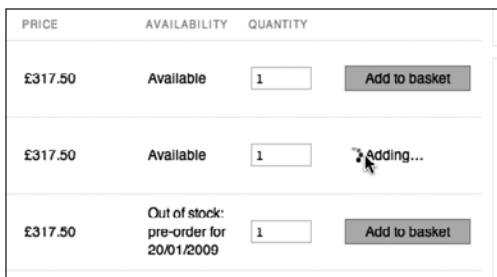 PRICE AVAILABILITY QUANTITY
£317.50 Available 1 Add to basket
£317.50 Available 1 Adding...
Out of stock:
£317.50 pre-order for 1 Add to basket
20/01/2009